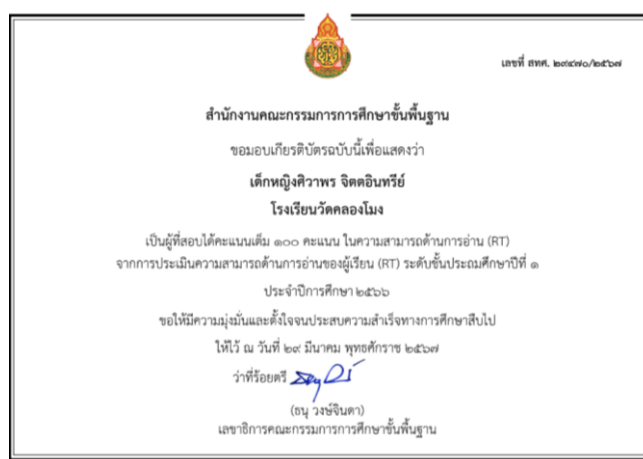 เลขที่ สทศ. ๒๙๔๗๐/๒๕๖๗
สำนักงานคณะกรรมการการศึกษาขั้นพื้นฐาน
ขอมอบเกียรติบัตรฉบับนี้เพื่อแสดงว่า
เด็กหญิงศิวาพร จิตตอินทรีย์
โรงเรียนวัดคลองโมง
เป็นผู้ที่สอบได้คะแนนเต็ม ๑๐๐ คะแนน ในความสามารถด้านการอ่าน (RT)
จากการประเมินความสามารถด้านการอ่านของผู้เรียน (RT) ระดับชั้นประถมศึกษาปีที่ ๑
ประจำปีการศึกษา ๒๕๖๖
ขอให้มีความมุ่งมั่นและตั้งใจจนประสบความสำเร็จทางการศึกษาสืบไป
ให้ไว้ ณ วันที่ ๒๙ มีนาคม พุทธศักราช ๒๕๖๗
ว่าที่ร้อยตรี
(ธนุ วงษ์จินดา)
เลขาธิการคณะกรรมการการศึกษาขั้นพื้นฐาน